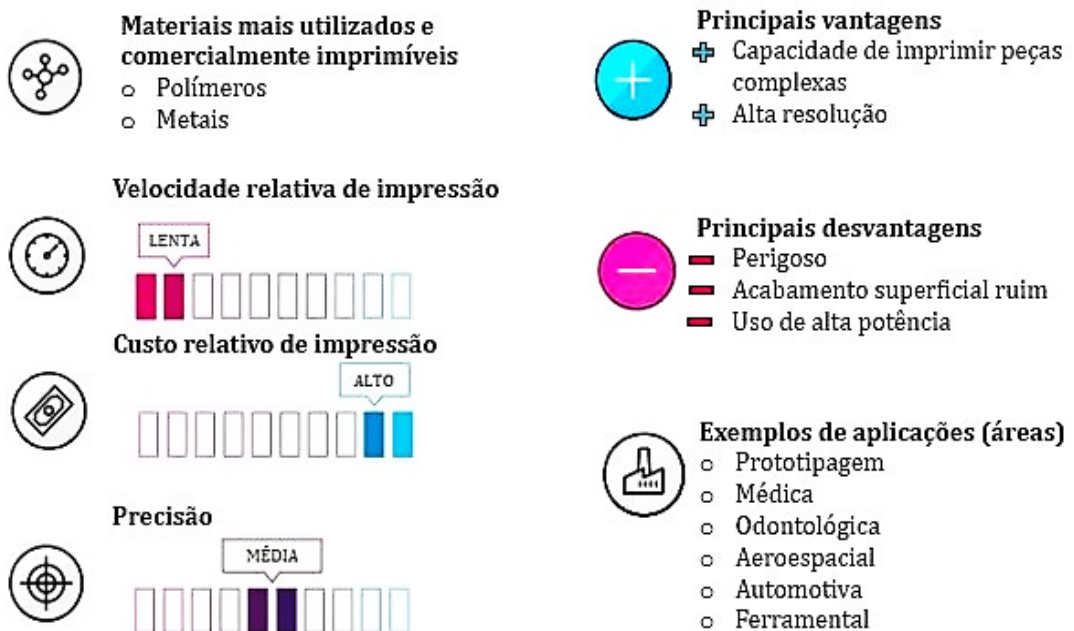 Materiais mais utilizados e
comercialmente imprimíveis
o Polímeros
o Metais
Velocidade relativa de impressão
LENTA
Custo relativo de impressão
ALTO
Precisão
MÉDIA
Principais vantagens
Capacidade de imprimir peças
complexas
Alta resolução
Principais desvantagens
Perigoso
Acabamento superficial ruim
Uso de alta potência
Exemplos de aplicações (áreas)
o Prototipagem
o Médica
o Odontológica
o Aeroespacial
o Automotiva
o Ferramental